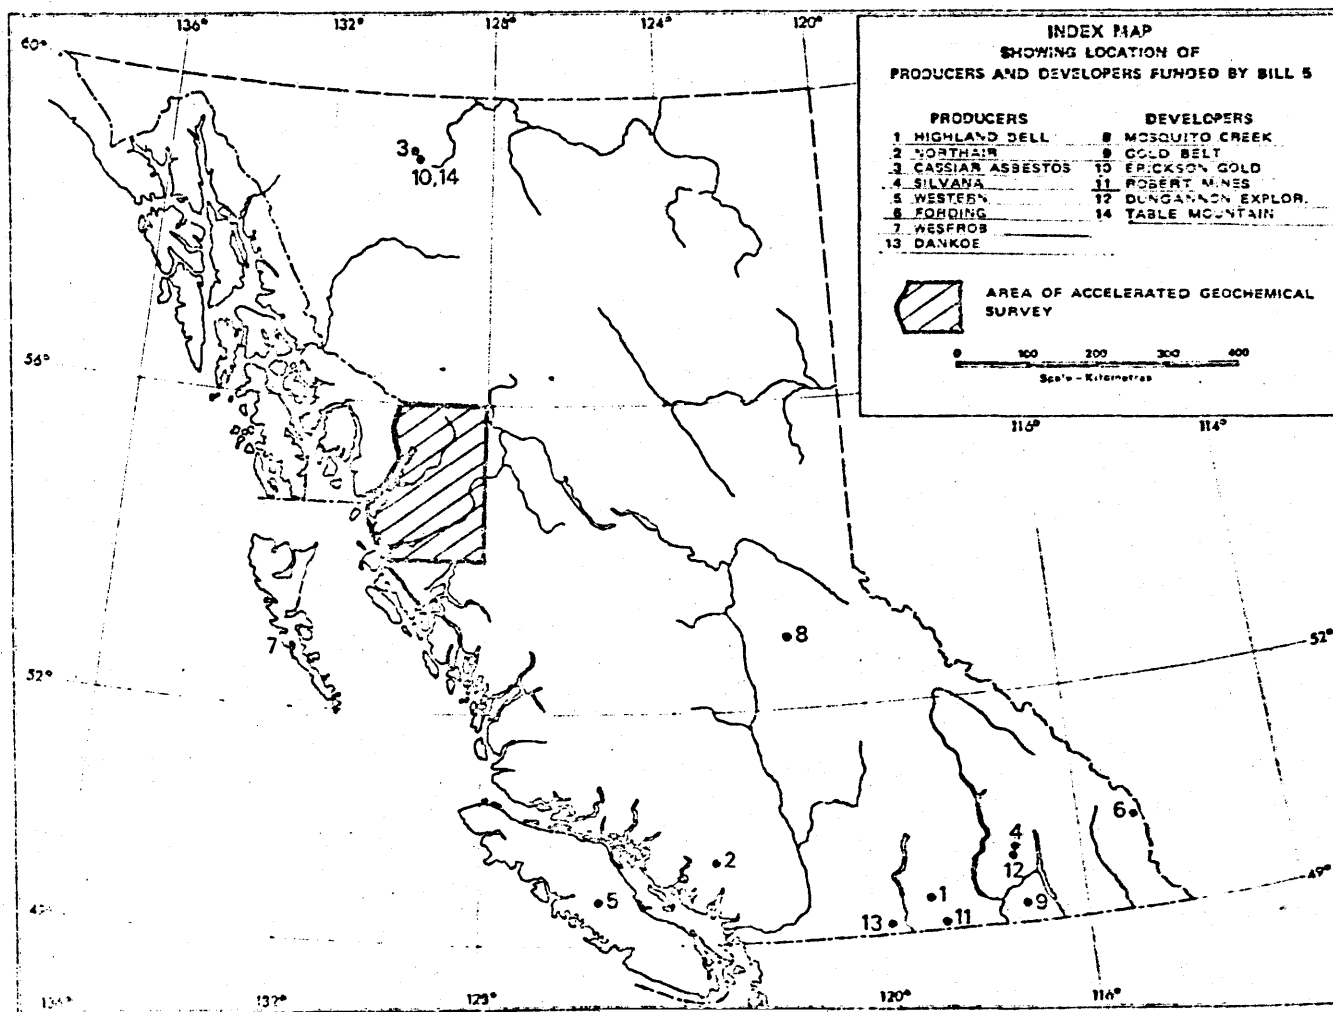 136° 132° 128° 124° 120°
60°
INDEX MAP
SHOWING LOCATION OF
PRODUCERS AND DEVELOPERS FUNDED BY BILL 5
PRODUCERS
1 HIGHLAND BELL
2 NORTHAIR
3 CASSIAR ASBESTOS
4 SILVANA
5 WESTERN
6 FORDING
7 WESFROB
13 DANKOE
DEVELOPERS
8 MOSQUITO CREEK
9 GOLD BELT
10 ERICKSON GOLD
11 ROBERT MINES
12 DUNGANNON EXPLOR.
14 TABLE MOUNTAIN
AREA OF ACCELERATED GEOCHEMICAL
SURVEY
0 100 200 300 400
Scale - Kilometres
3
10,14
56°
116° 114°
8
7
52°
52°
6
4
2
12
49°
1
5
9
13
11
132° 128° 120° 116°